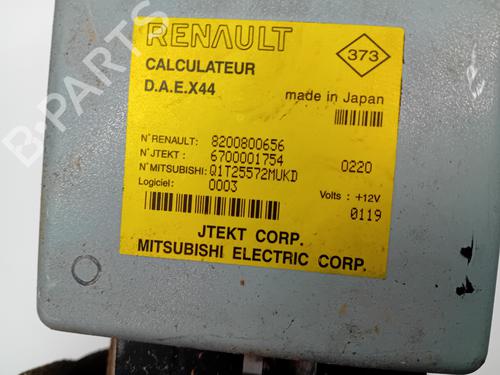 RENAULT
373
CALCULATEUR
D.A.E.X44
made in Japan
N°RENAULT: 8200800656
N°JTEKT : 6700001754 0220
N°MITSUBISHI: Q1T25572MUKD
Logiciel: 0003 Volts : +12V
0119
JTEKT CORP.
MITSUBISHI ELECTRIC CORP.
B-PARTS